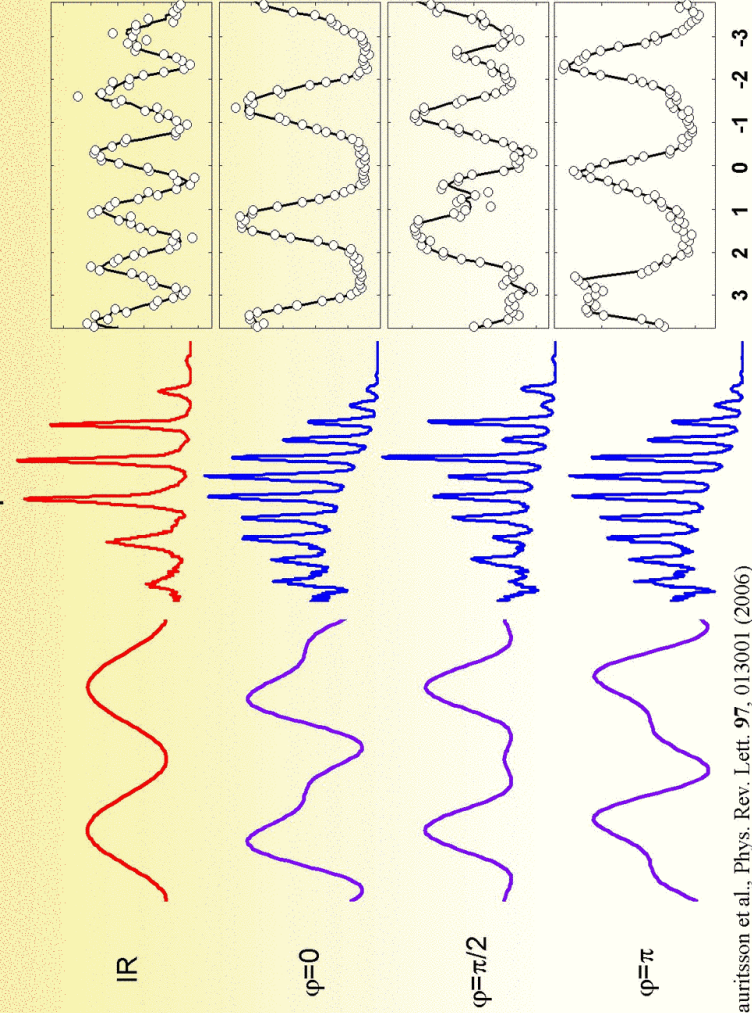 IR
φ=0
φ=π/2
φ=π
3 2 1 0 -1 -2 -3
auritsson et al., Phys. Rev. Lett. 97, 013001 (2006)